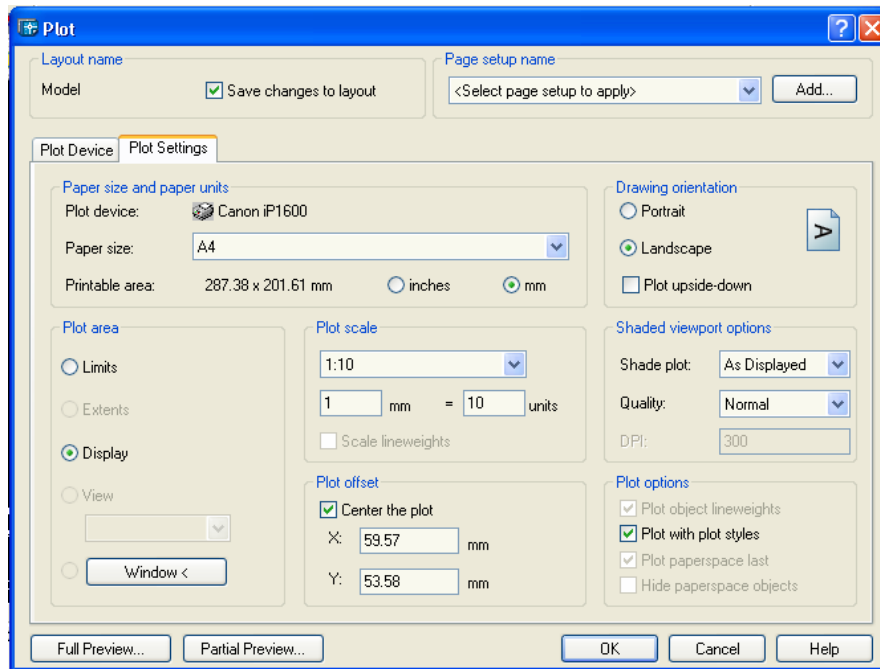 Plot
Layout name
Model
Save changes to layout
Page setup name
<Select page setup to apply>
Add...
Plot Device
Plot Settings
Paper size and paper units
Plot device:
Canon iP1600
Paper size:
A4
Printable area:
287.38 x 201.61 mm
inches
mm
Drawing orientation
Portrait
Landscape
Plot upside-down
A
Plot area
Limits
Extents
Display
View
Window <
Plot scale
1:10
1
mm
=
10
units
Scale lineweights
Plot offset
Center the plot
X:
59.57
mm
Y:
53.58
mm
Shaded viewport options
Shade plot:
As Displayed
Quality:
Normal
DPI:
300
Plot options
Plot object lineweights
Plot with plot styles
Plot paperspace last
Hide paperspace objects
Full Preview...
Partial Preview...
OK
Cancel
Help